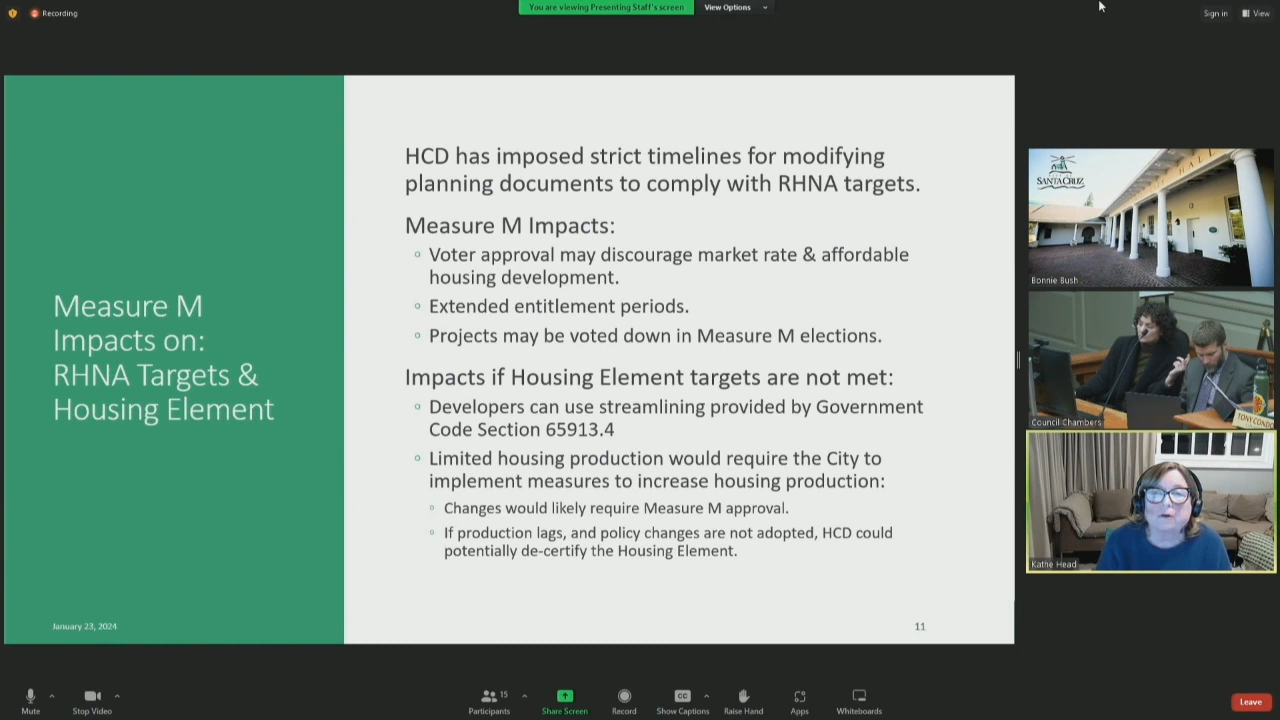 Recording
You are viewing Presenting Staff's screen
View Options
Sign in
View
Measure M
Impacts on:
RHNA Targets &
Housing Element
January 23, 2024
HCD has imposed strict timelines for modifying
planning documents to comply with RHNA targets.
Measure M Impacts:
Voter approval may discourage market rate & affordable
housing development.
Extended entitlement periods.
Projects may be voted down in Measure M elections.
Impacts if Housing Element targets are not met:
Developers can use streamlining provided by Government
Code Section 65913.4
Limited housing production would require the City to
implement measures to increase housing production:
Changes would likely require Measure M approval.
If production lags, and policy changes are not adopted, HCD could
potentially de-certify the Housing Element.
11
SANTA CRUZ
HALL
Bonnie Bush
Council Chambers
TONY CONDO
Kathe Head
Mute
Stop Video
Participants
15
Share Screen
Record
CC
Show Captions
Raise Hand
Apps
Whiteboards
Leave